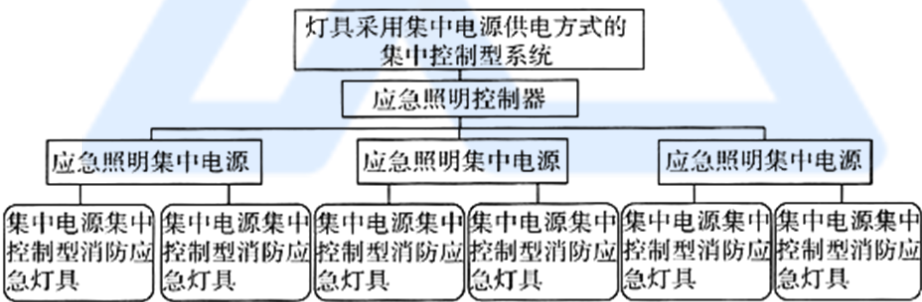 灯具采用集中电源供电方式的
集中控制型系统
应急照明控制器
应急照明集中电源
应急照明集中电源
应急照明集中电源
集中电源集中
控制型消防应
急灯具
集中电源集中
控制型消防应
急灯具
集中电源集中
控制型消防应
急灯具
集中电源集中
控制型消防应
急灯具
集中电源集中
控制型消防应
急灯具
集中电源集中
控制型消防应
急灯具